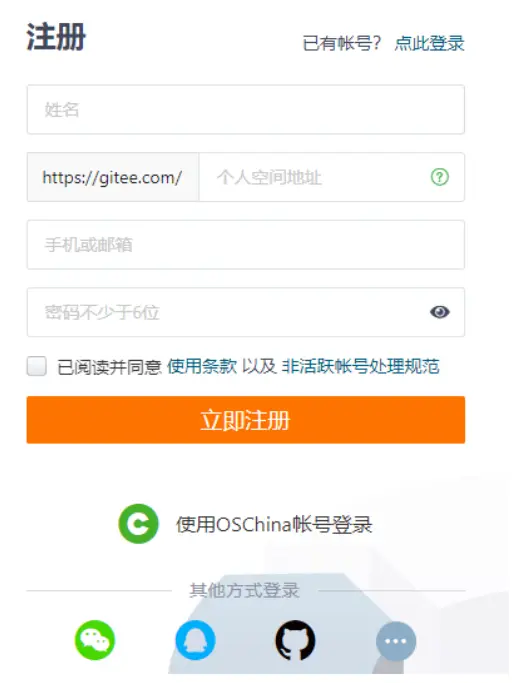 注册
已有帐号? 点此登录
姓名
https://gitee.com/ 个人空间地址
手机或邮箱
密码不少于6位
已阅读并同意 使用条款 以及 非活跃帐号处理规范
立即注册
使用OSChina帐号登录
其他方式登录